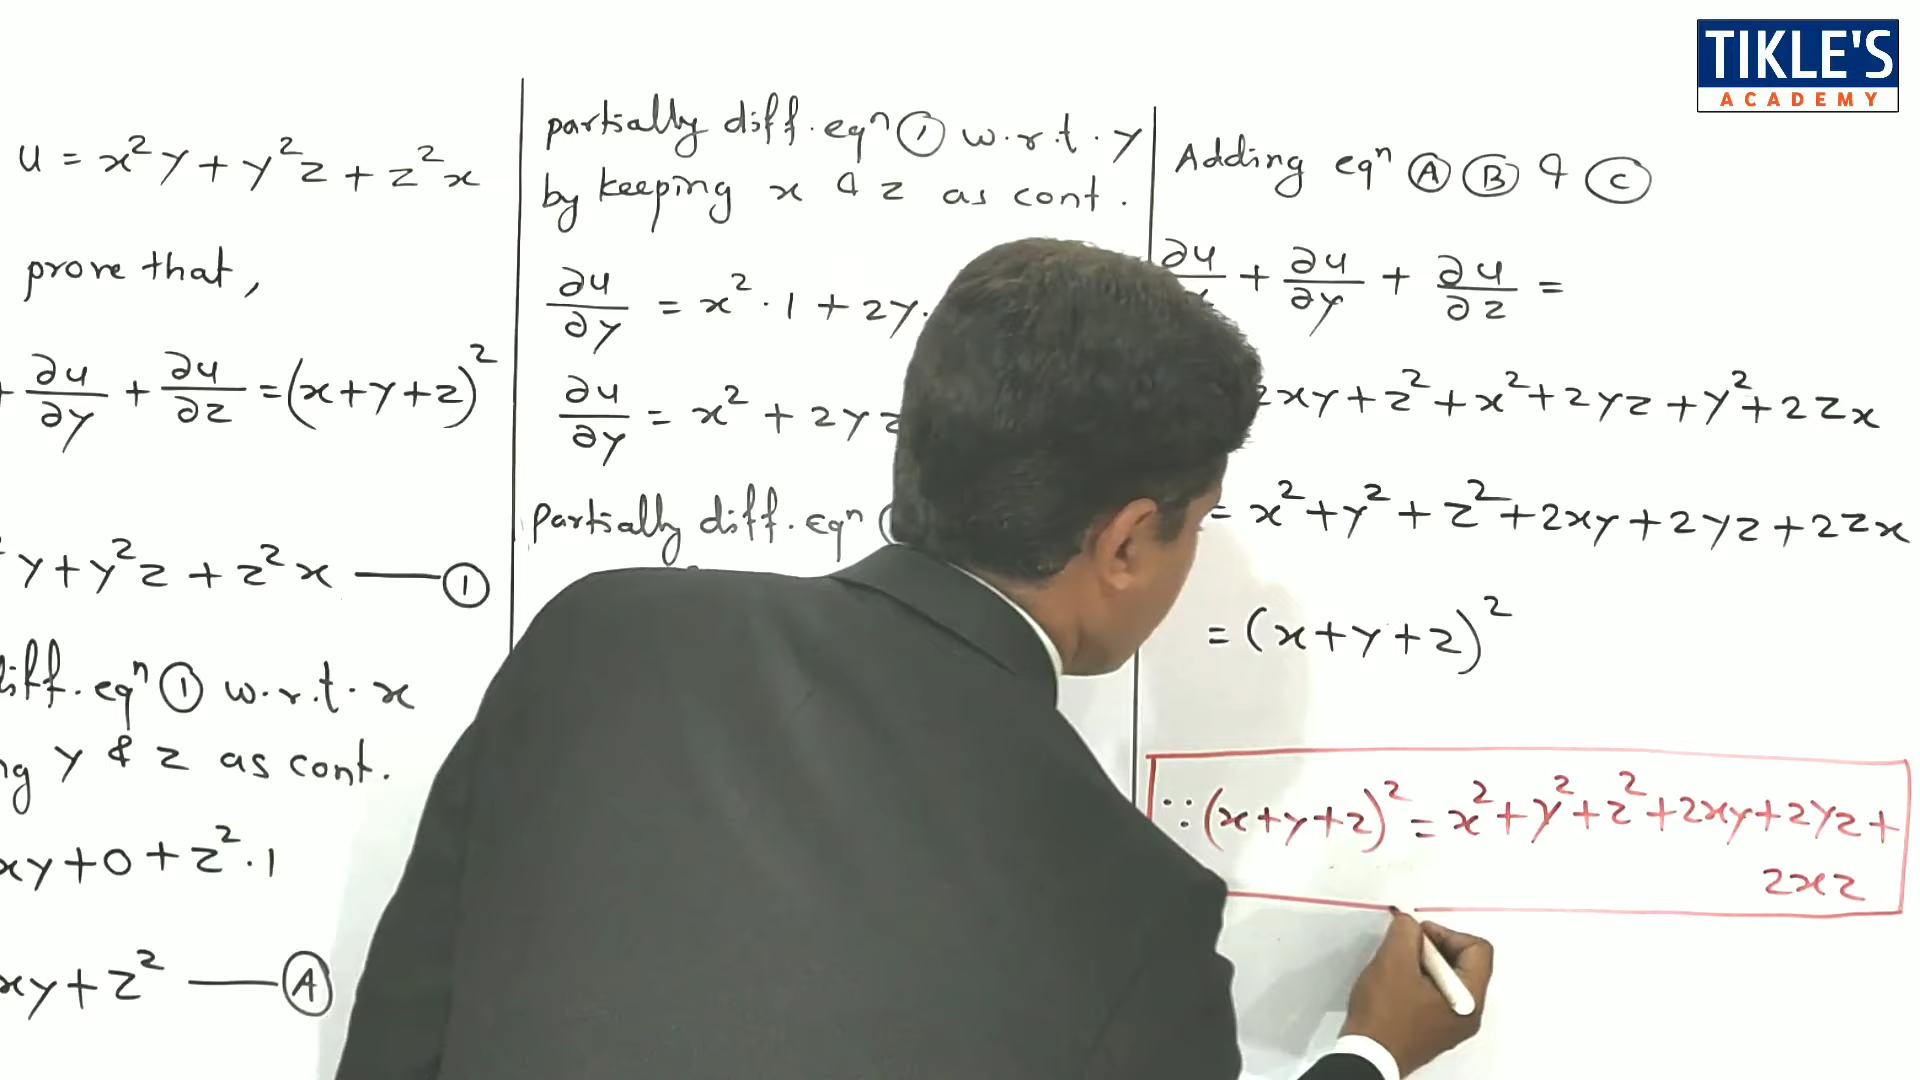 TIKLE'S
ACADEMY
u = x²y + y²z + z²x
prove that,
+ ∂u/∂y + ∂u/∂z = (x+y+z)²
²y + y²z + z²x —— ①
diff. eqⁿ ① w.r.t. x
ng y & z as cont.
xy + 0 + z².1
xy + z² —— Ⓐ
partially diff. eqⁿ ① w.r.t. y
by keeping x & z as cont.
∂u/∂y = x².1 + 2y.
∂u/∂y = x² + 2yz
Partially diff. eqⁿ
Adding eqⁿ Ⓐ Ⓑ & Ⓒ
∂u + ∂u/∂y + ∂u/∂z =
2xy + z² + x² + 2yz + y² + 2zx
= x² + y² + z² + 2xy + 2yz + 2zx
= (x+y+z)²
∵ (x+y+z)² = x² + y² + z² + 2xy + 2yz +
2xz